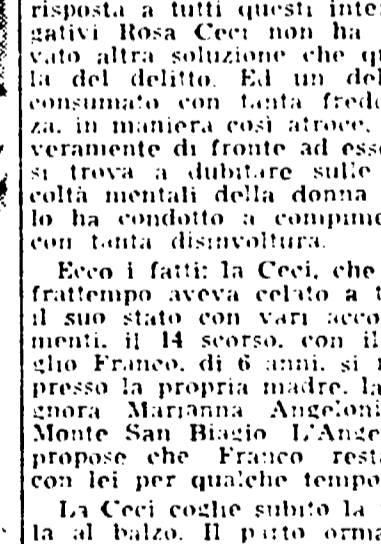 risposta a tutti questi inte
gativi Rosa Ceci non ha
vato altra soluzione che q
la del delitto. Ed un del
consumato con tanta fred
za, in maniera così atroce,
veramente di fronte ad ess
si trova a dubitare sulle
coltà mentali della donna
lo ha condotto a compim
con tanta disinvoltura.
Ecco i fatti: la Ceci, che
frattempo aveva celato a t
il suo stato con vari acco
menti, il 14 scorso, con il
glio Franco, di 6 anni, si
presso la propria madre, la
gnora Marianna Angeloni
Monte San Biagio L'Ange
propose che Franco rest
con lei per qualche tempo
La Ceci coglie subito la
la al balzo. Il parto orma